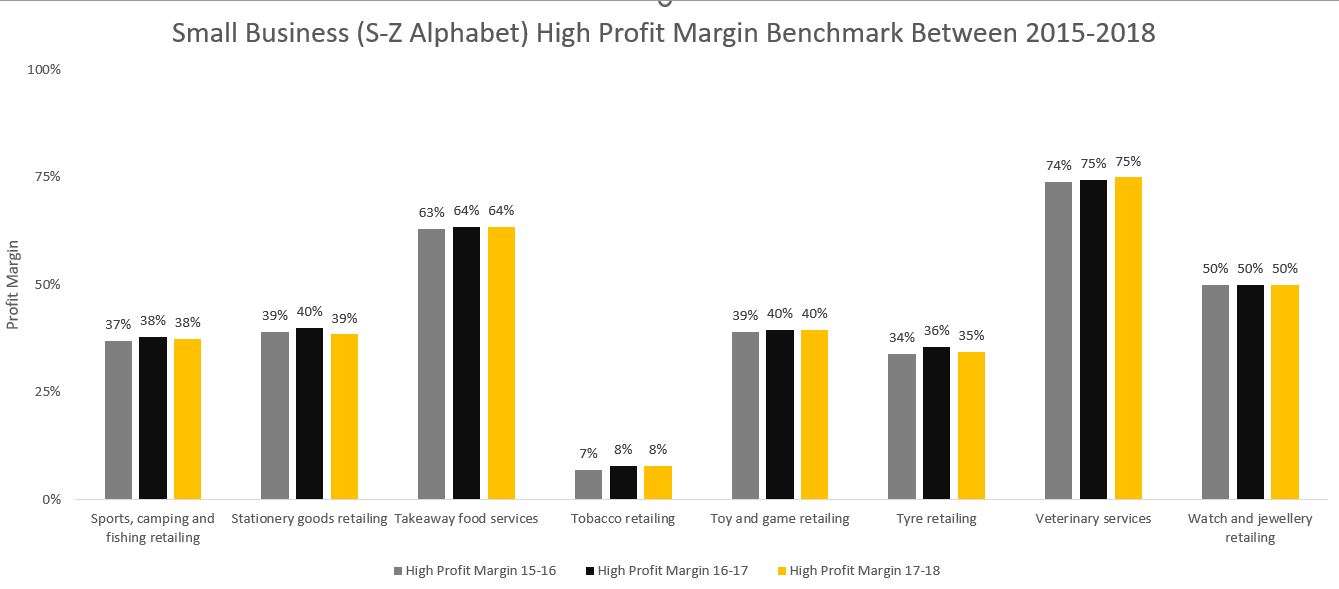 Small Business (S-Z Alphabet) High Profit Margin Benchmark Between 2015-2018
100%
75%
50%
25%
0%
Profit Margin
37% 38% 38%
39% 40% 39%
63% 64% 64%
7% 8% 8%
39% 40% 40%
34% 36% 35%
74% 75% 75%
50% 50% 50%
Sports, camping and
fishing retailing
Stationery goods retailing
Takeaway food services
Tobacco retailing
Toy and game retailing
Tyre retailing
Veterinary services
Watch and jewellery
retailing
High Profit Margin 15-16
High Profit Margin 16-17
High Profit Margin 17-18